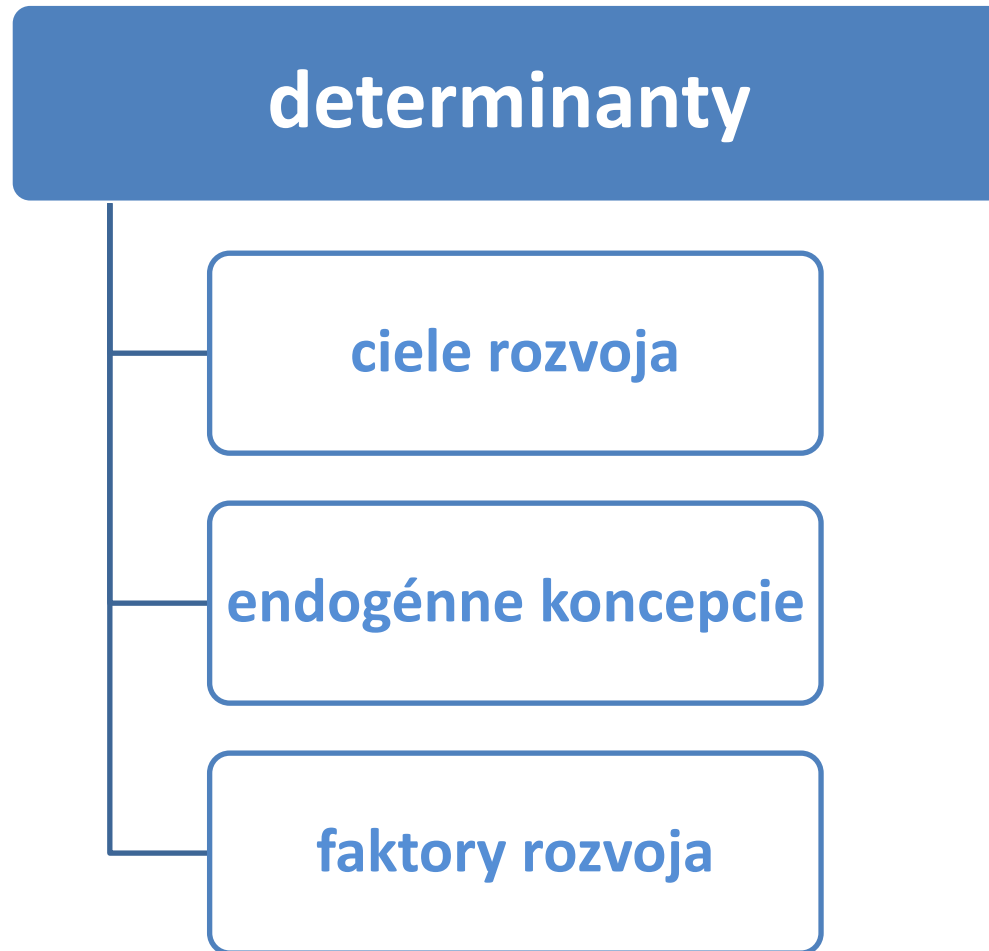 determinanty
ciele rozvoja
endogénne koncepcie
faktory rozvoja